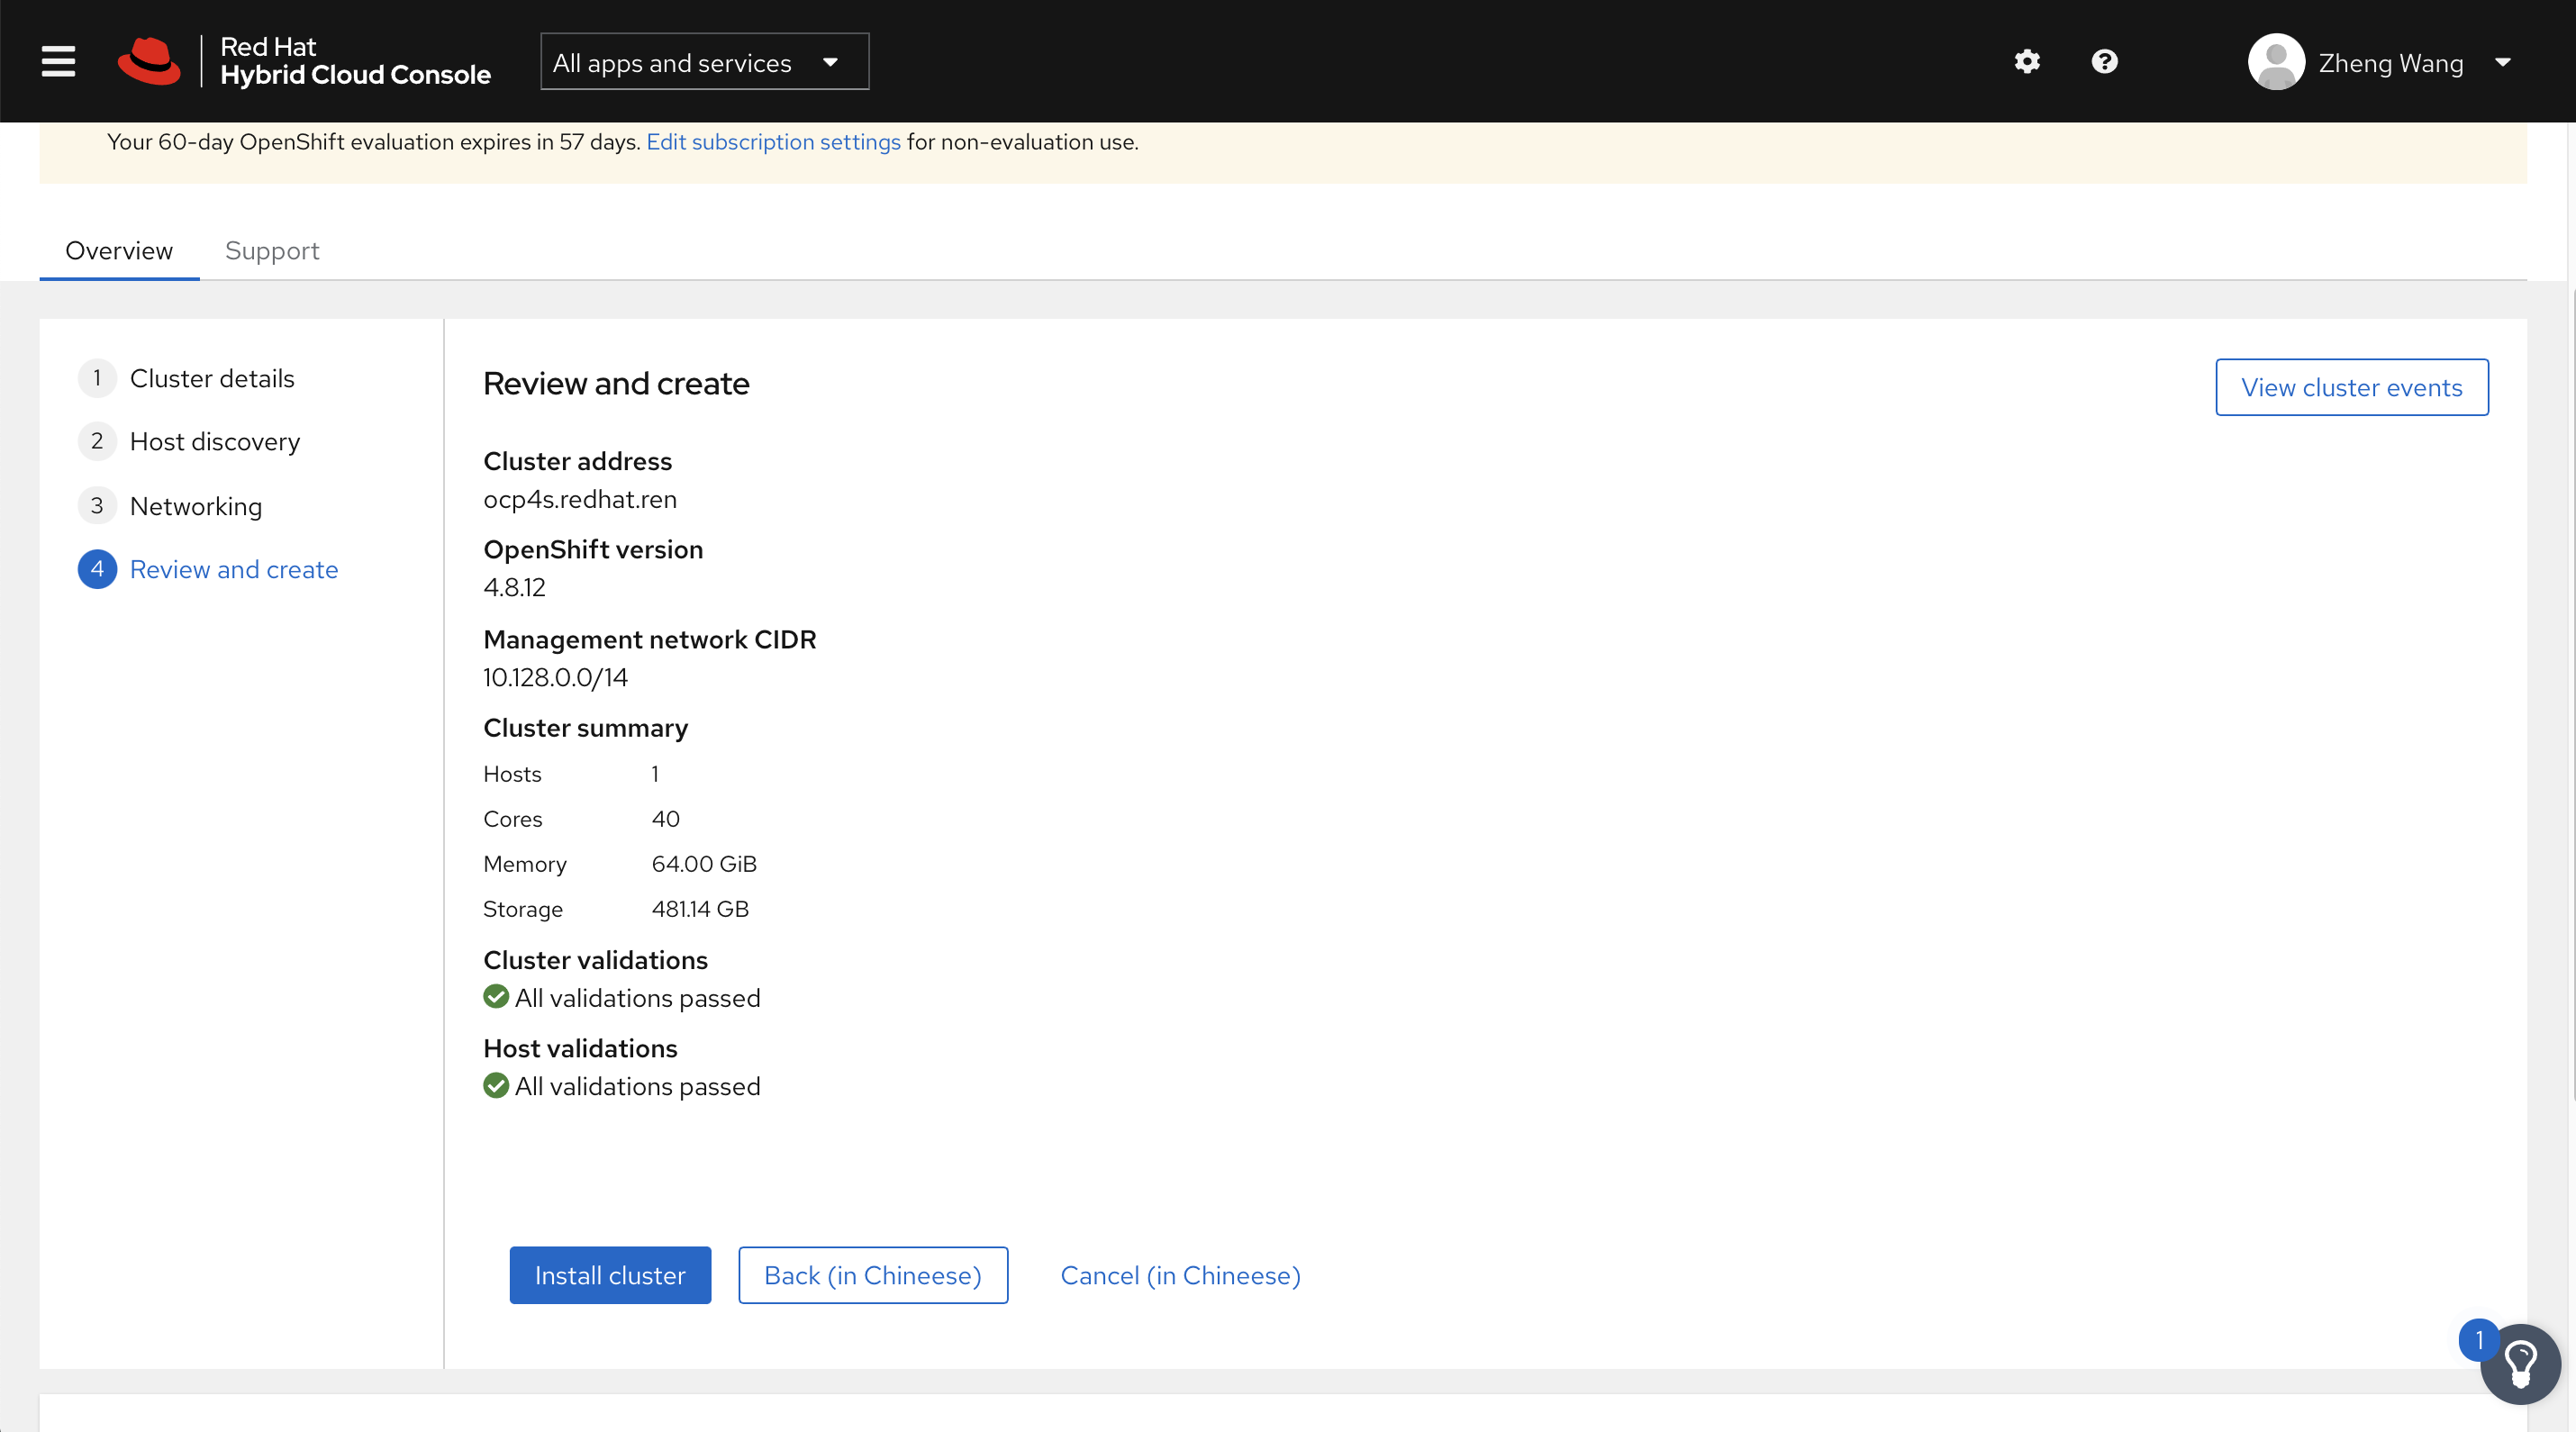 Red Hat
Hybrid Cloud Console
All apps and services
Zheng Wang
Your 60-day OpenShift evaluation expires in 57 days. Edit subscription settings for non-evaluation use.
Overview
Support
1 Cluster details
2 Host discovery
3 Networking
4 Review and create
Review and create
View cluster events
Cluster address
ocp4s.redhat.ren
OpenShift version
4.8.12
Management network CIDR
10.128.0.0/14
Cluster summary
Hosts 1
Cores 40
Memory 64.00 GiB
Storage 481.14 GB
Cluster validations
All validations passed
Host validations
All validations passed
Install cluster
Back (in Chineese)
Cancel (in Chineese)
1